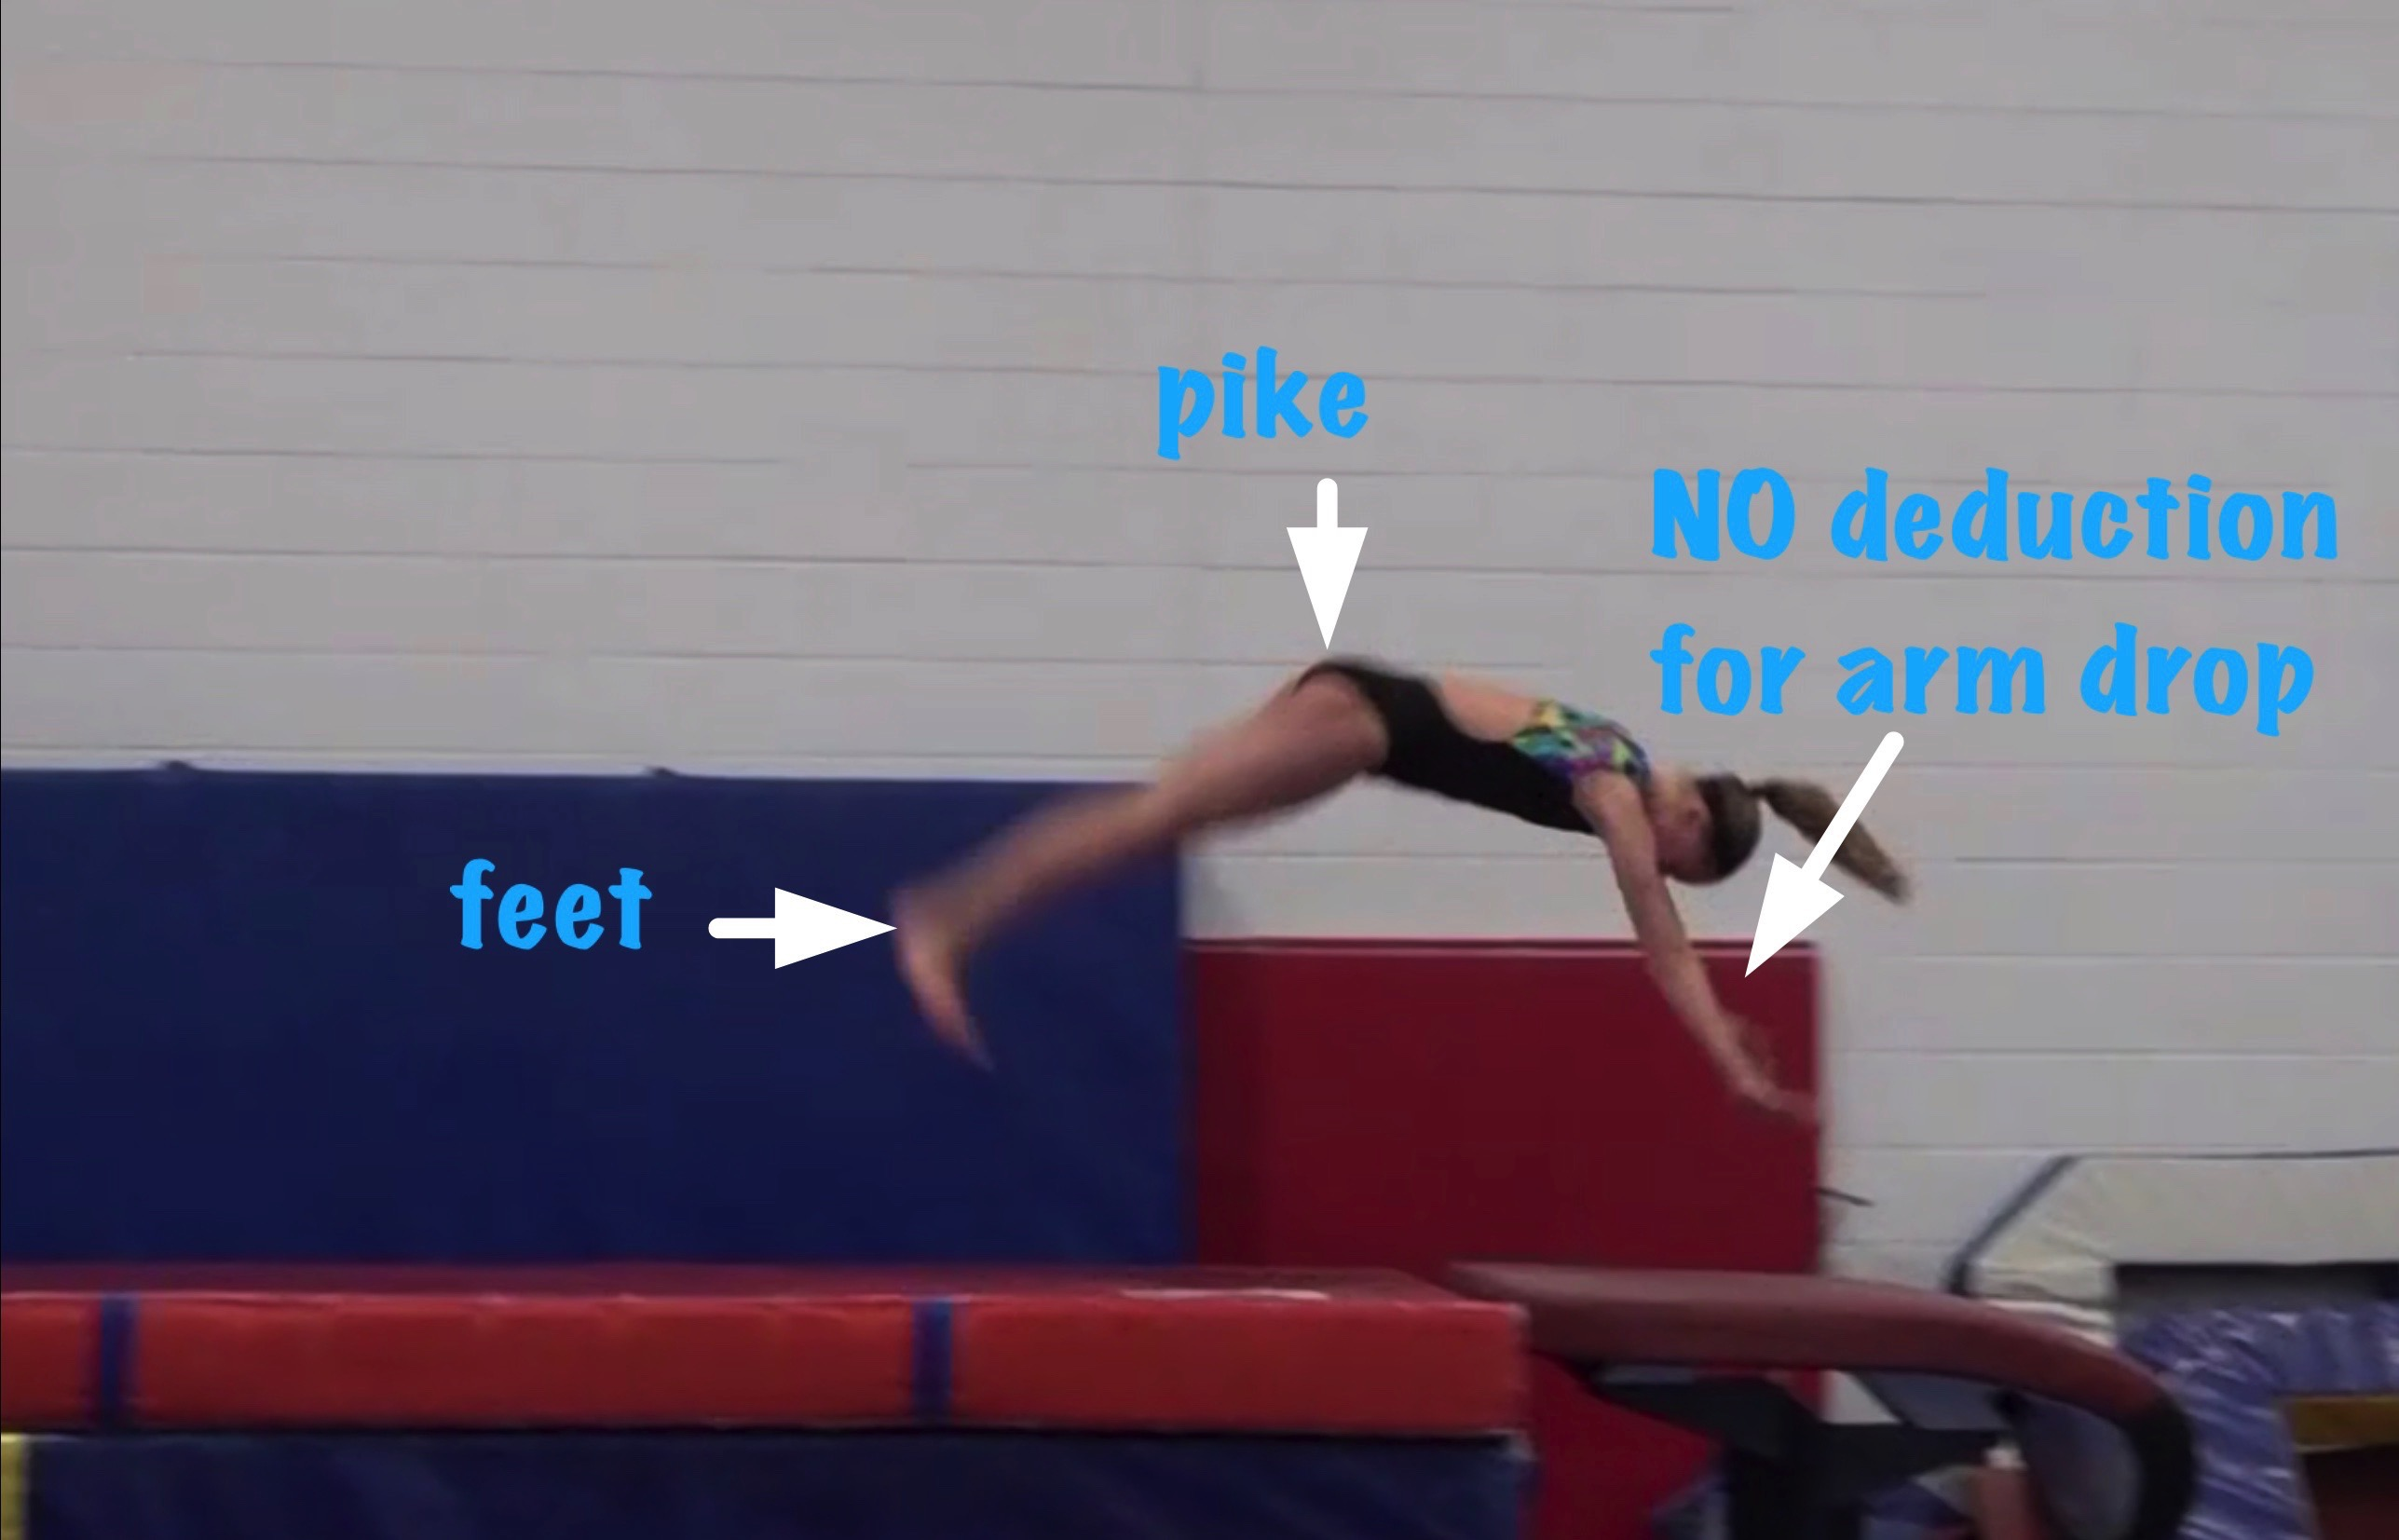 pike
NO deduction
for arm drop
feet